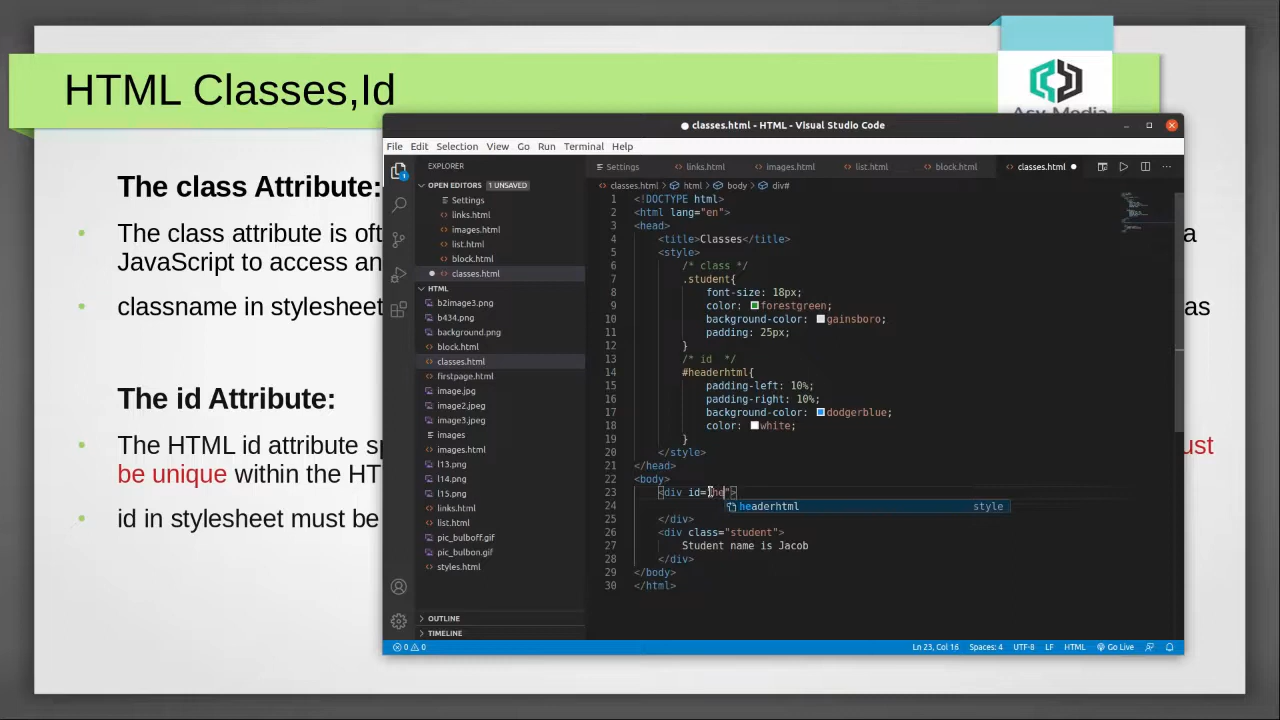 HTML Classes,Id
Asy Media
The class Attribute:
The class attribute is oft
a
JavaScript to access an
classname in stylesheet
as
The id Attribute:
The HTML id attribute sp
ust
be unique within the HT
id in stylesheet must be
classes.html - HTML - Visual Studio Code
File Edit Selection View Go Run Terminal Help
EXPLORER
OPEN EDITORS 1 UNSAVED
Settings
links.html
images.html
list.html
block.html
classes.html
HTML
b2image3.png
b434.png
background.png
block.html
classes.html
firstpage.html
image.jpg
image2.jpeg
image3.jpeg
images
images.html
l13.png
l14.png
l15.png
links.html
list.html
pic_bulboff.gif
pic_bulbon.gif
styles.html
OUTLINE
TIMELINE
Settings links.html images.html list.html block.html classes.html
classes.html > html > body > div#
1 <!DOCTYPE html>
2 <html lang="en">
3 <head>
4 <title>Classes</title>
5 <style>
6 /* class */
7 .student{
8 font-size: 18px;
9 color: forestgreen;
10 background-color: gainsboro;
11 padding: 25px;
12 }
13 /* id */
14 #headerhtml{
15 padding-left: 10%;
16 padding-right: 10%;
17 background-color: dodgerblue;
18 color: white;
19 }
20 </style>
21 </head>
22 <body>
23 <div id="he">
24
headerhtml style
25 </div>
26 <div class="student">
27 Student name is Jacob
28 </div>
29 </body>
30 </html>
0 0 Ln 23, Col 16 Spaces: 4 UTF-8 LF HTML Go Live